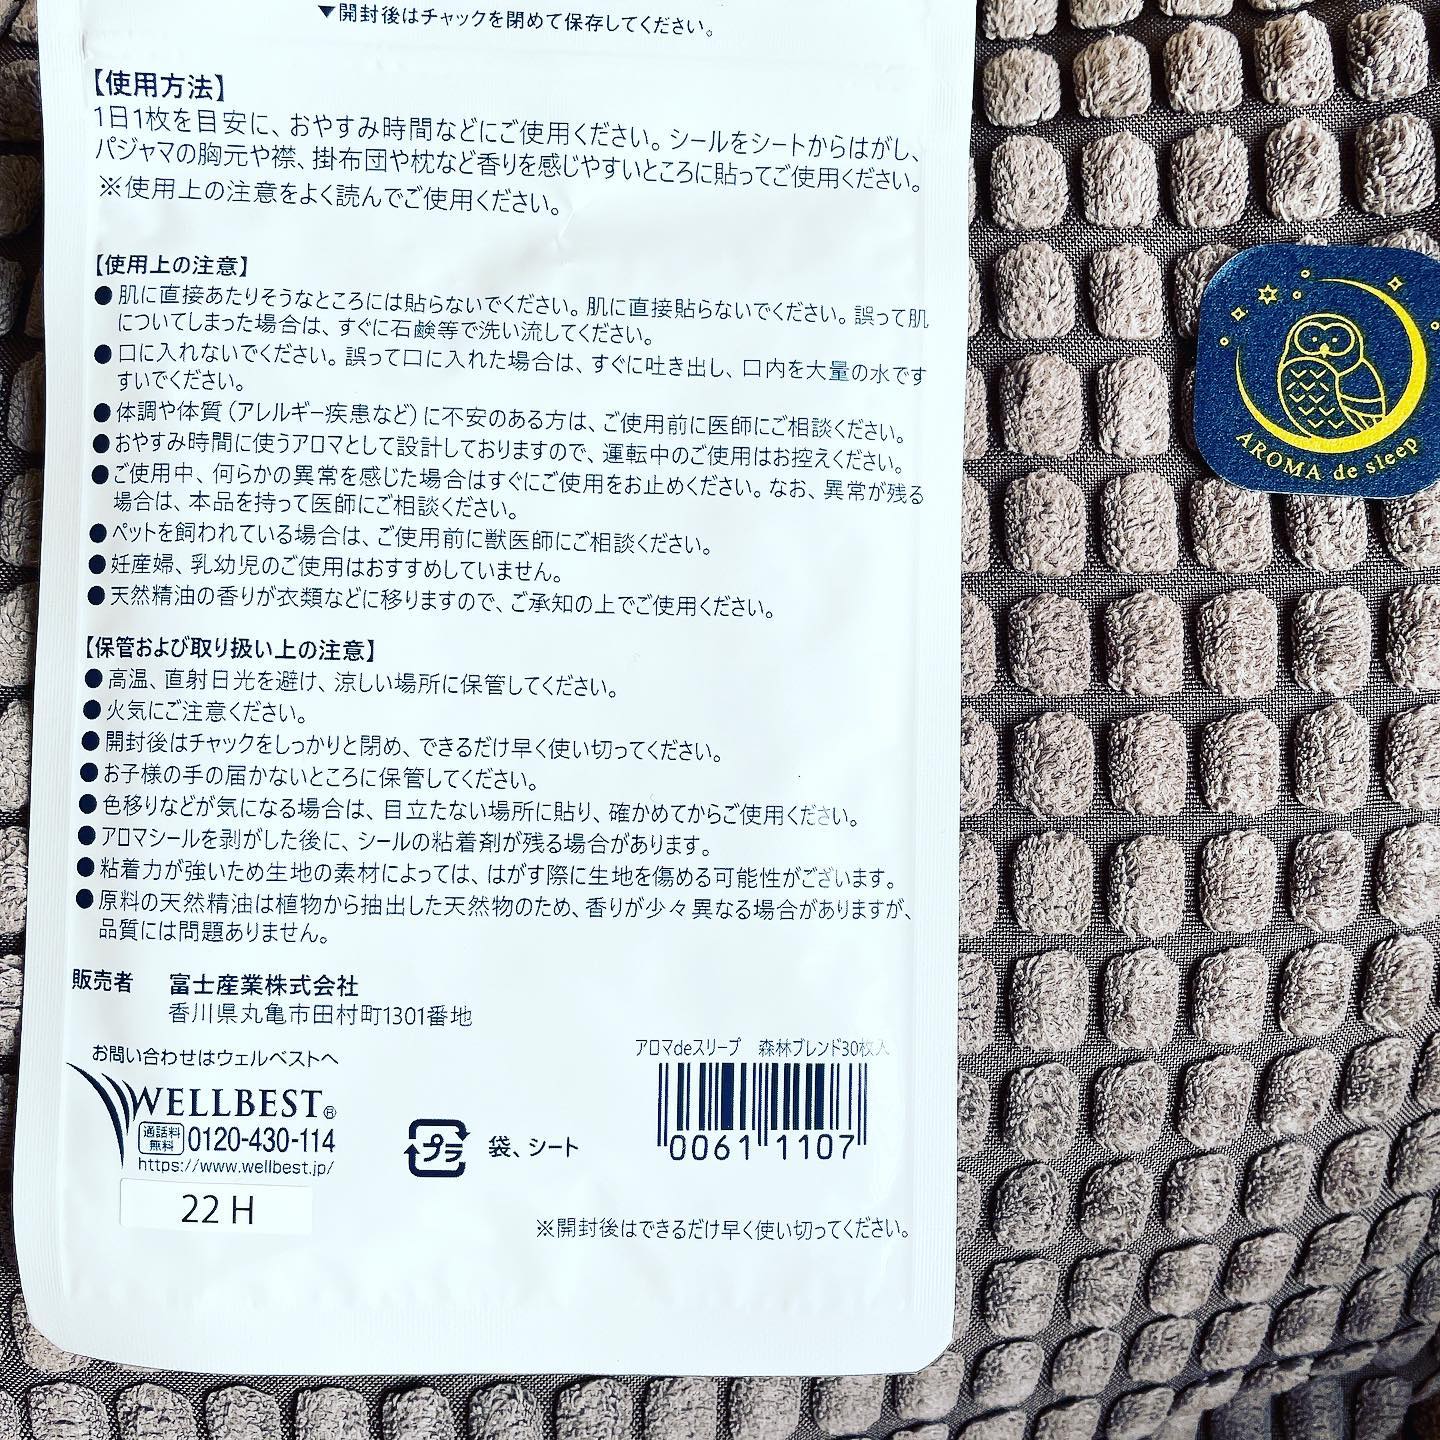 ▼開封後はチャックを閉めて保存してください。
【使用方法】
1日1枚を目安に、おやすみ時間などにご使用ください。シールをシートからはがし、
パジャマの胸元や襟、掛布団や枕など香りを感じやすいところに貼ってご使用ください。
※使用上の注意をよく読んでご使用ください。
【使用上の注意】
●肌に直接あたりそうなところには貼らないでください。肌に直接貼らないでください。誤って肌
についてしまった場合は、すぐに石鹸等で洗い流してください。
●口に入れないでください。誤って口に入れた場合は、すぐに吐き出し、口内を大量の水です
すいでください。
●体調や体質（アレルギー疾患など）に不安のある方は、ご使用前に医師にご相談ください。
●おやすみ時間に使うアロマとして設計しておりますので、運転中のご使用はお控えください。
●ご使用中、何らかの異常を感じた場合はすぐにご使用をお止めください。なお、異常が残る
場合は、本品を持って医師にご相談ください。
●ペットを飼われている場合は、ご使用前に獣医師にご相談ください。
●妊産婦、乳幼児のご使用はおすすめしていません。
●天然精油の香りが衣類などに移りますので、ご承知の上でご使用ください。
【保管および取り扱い上の注意】
●高温、直射日光を避け、涼しい場所に保管してください。
●火気にご注意ください。
●開封後はチャックをしっかりと閉め、できるだけ早く使い切ってください。
●お子様の手の届かないところに保管してください。
●色移りなどが気になる場合は、目立たない場所に貼り、確かめてからご使用ください。
●アロマシールを剥がした後に、シールの粘着剤が残る場合があります。
●粘着力が強いため生地の素材によっては、はがす際に生地を傷める可能性がございます。
●原料の天然精油は植物から抽出した天然物のため、香りが少々異なる場合がありますが、
品質には問題ありません。
販売者 富士産業株式会社
香川県丸亀市田村町1301番地
お問い合わせはウェルベストへ
WELLBEST®
通話料無料 0120-430-114
https://www.wellbest.jp/
22 H
プラ 袋、シート
アロマdeスリープ 森林ブレンド30枚入
0061 1107
※開封後はできるだけ早く使い切ってください。
AROMA de sleep